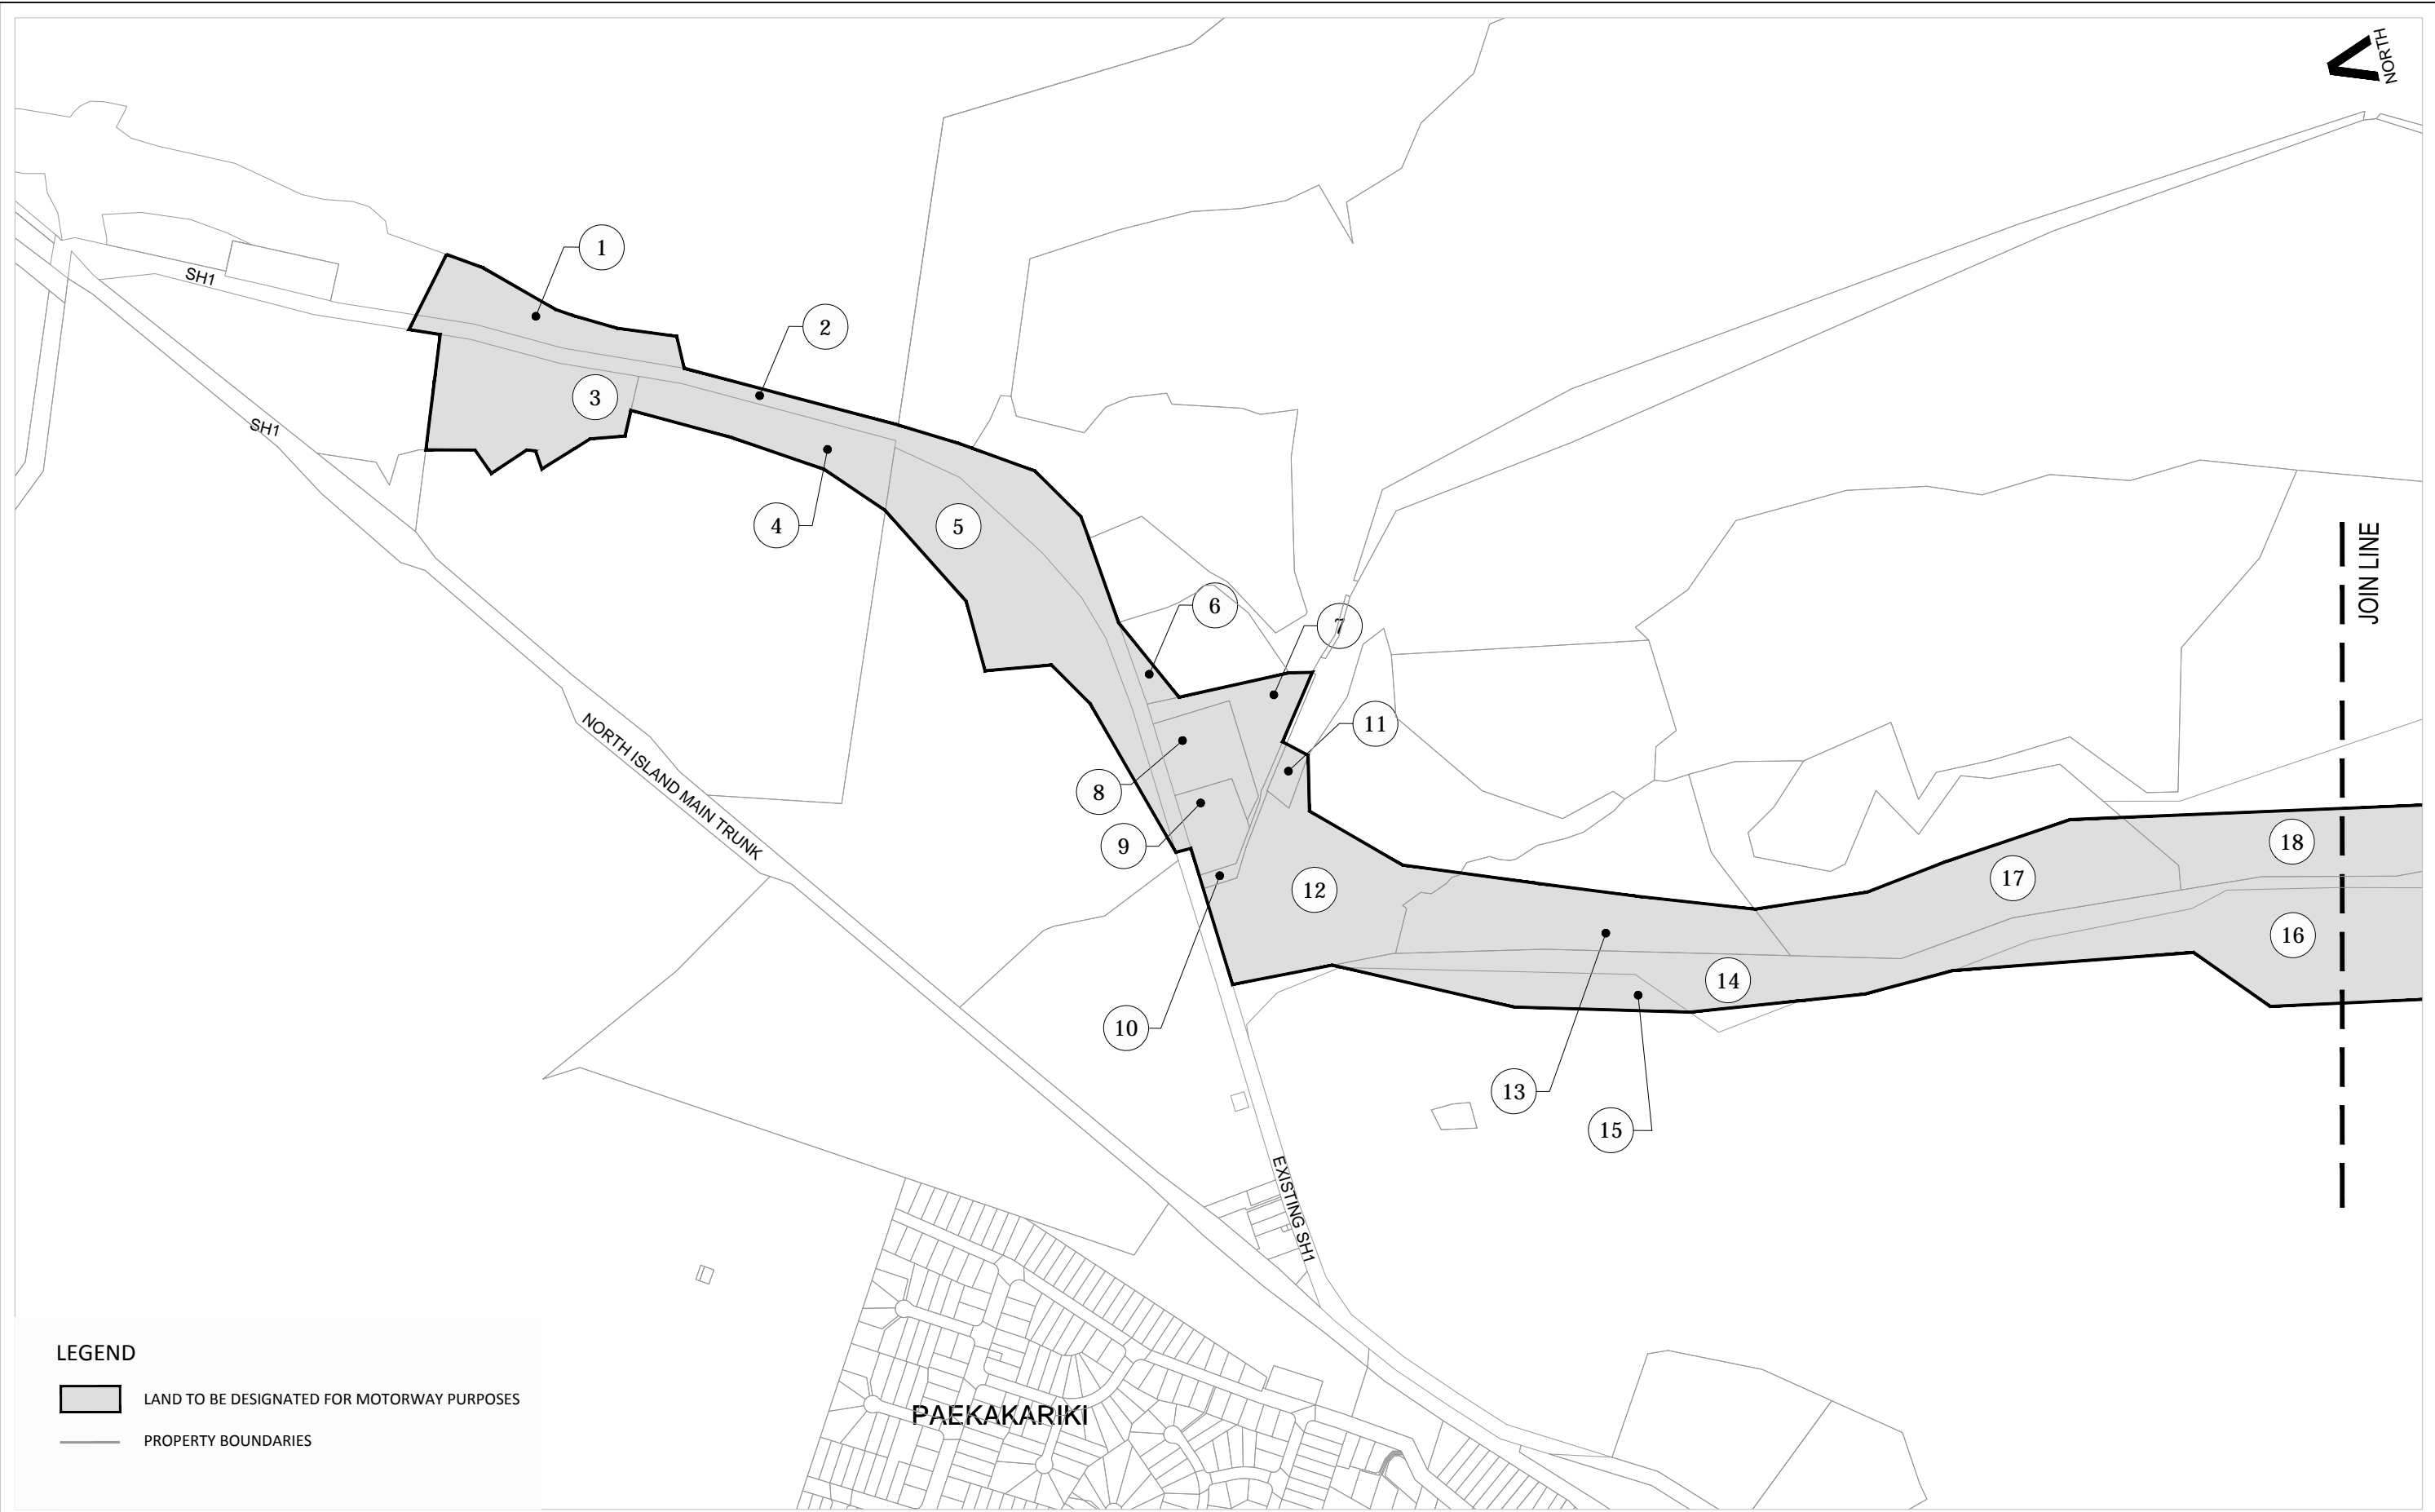 NORTH
1
SH1
2
3
SH1
4
5
JOIN LINE
6
7
11
NORTH ISLAND MAIN TRUNK
8
9
18
12
17
16
14
10
13
15
EXISTING SH1
PAEKAKARIKI
LEGEND
LAND TO BE DESIGNATED FOR MOTORWAY PURPOSES
PROPERTY BOUNDARIES